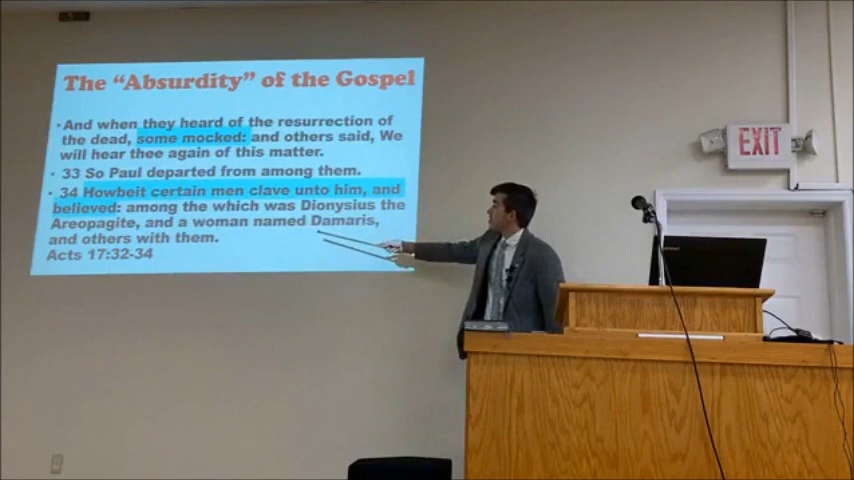 The “Absurdity” of the Gospel
• And when they heard of the resurrection of
the dead, some mocked: and others said, We
will hear thee again of this matter.
• 33 So Paul departed from among them.
• 34 Howbeit certain men clave unto him, and
believed: among the which was Dionysius the
Areopagite, and a woman named Damaris,
and others with them.
Acts 17:32-34
EXIT